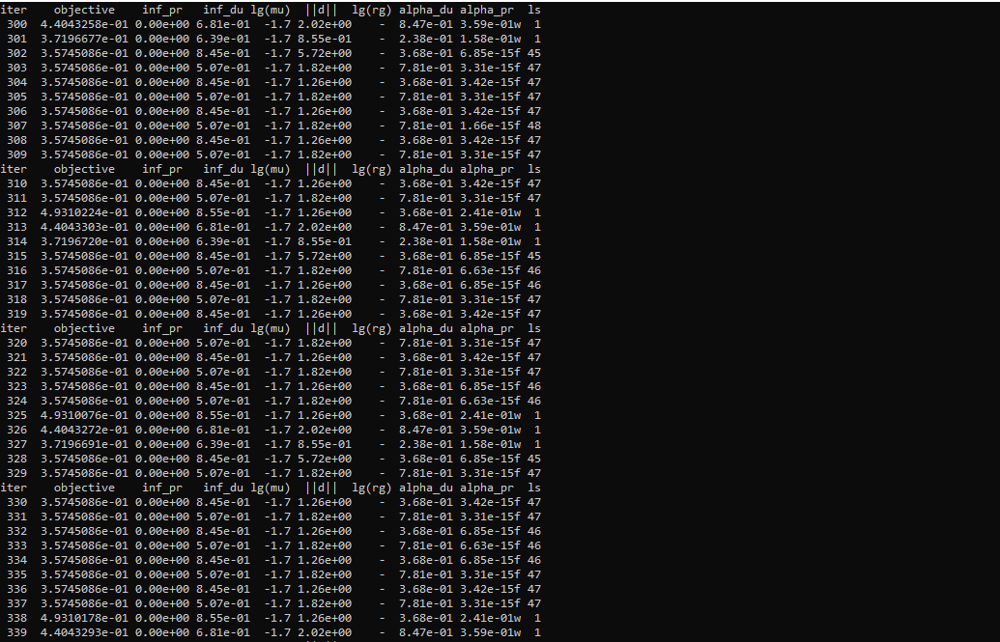 iter objective inf_pr inf_du lg(mu) ||d|| lg(rg) alpha_du alpha_pr ls
300 4.4043258e-01 0.00e+00 6.81e-01 -1.7 2.02e+00 - 8.47e-01 3.59e-01w 1
301 3.7196677e-01 0.00e+00 6.39e-01 -1.7 8.55e-01 - 2.38e-01 1.58e-01w 1
302 3.5745086e-01 0.00e+00 8.45e-01 -1.7 5.72e+00 - 3.68e-01 6.85e-15f 45
303 3.5745086e-01 0.00e+00 5.07e-01 -1.7 1.82e+00 - 7.81e-01 3.31e-15f 47
304 3.5745086e-01 0.00e+00 8.45e-01 -1.7 1.26e+00 - 3.68e-01 3.42e-15f 47
305 3.5745086e-01 0.00e+00 5.07e-01 -1.7 1.82e+00 - 7.81e-01 3.31e-15f 47
306 3.5745086e-01 0.00e+00 8.45e-01 -1.7 1.26e+00 - 3.68e-01 3.42e-15f 47
307 3.5745086e-01 0.00e+00 5.07e-01 -1.7 1.82e+00 - 7.81e-01 1.66e-15f 48
308 3.5745086e-01 0.00e+00 8.45e-01 -1.7 1.26e+00 - 3.68e-01 3.42e-15f 47
309 3.5745086e-01 0.00e+00 5.07e-01 -1.7 1.82e+00 - 7.81e-01 3.31e-15f 47
iter objective inf_pr inf_du lg(mu) ||d|| lg(rg) alpha_du alpha_pr ls
310 3.5745086e-01 0.00e+00 8.45e-01 -1.7 1.26e+00 - 3.68e-01 3.42e-15f 47
311 3.5745086e-01 0.00e+00 5.07e-01 -1.7 1.82e+00 - 7.81e-01 3.31e-15f 47
312 4.9310224e-01 0.00e+00 8.55e-01 -1.7 1.26e+00 - 3.68e-01 2.41e-01w 1
313 4.4043303e-01 0.00e+00 6.81e-01 -1.7 2.02e+00 - 8.47e-01 3.59e-01w 1
314 3.7196720e-01 0.00e+00 6.39e-01 -1.7 8.55e-01 - 2.38e-01 1.58e-01w 1
315 3.5745086e-01 0.00e+00 8.45e-01 -1.7 5.72e+00 - 3.68e-01 6.85e-15f 45
316 3.5745086e-01 0.00e+00 5.07e-01 -1.7 1.82e+00 - 7.81e-01 6.63e-15f 46
317 3.5745086e-01 0.00e+00 8.45e-01 -1.7 1.26e+00 - 3.68e-01 6.85e-15f 46
318 3.5745086e-01 0.00e+00 5.07e-01 -1.7 1.82e+00 - 7.81e-01 3.31e-15f 47
319 3.5745086e-01 0.00e+00 8.45e-01 -1.7 1.26e+00 - 3.68e-01 3.42e-15f 47
iter objective inf_pr inf_du lg(mu) ||d|| lg(rg) alpha_du alpha_pr ls
320 3.5745086e-01 0.00e+00 5.07e-01 -1.7 1.82e+00 - 7.81e-01 3.31e-15f 47
321 3.5745086e-01 0.00e+00 8.45e-01 -1.7 1.26e+00 - 3.68e-01 3.42e-15f 47
322 3.5745086e-01 0.00e+00 5.07e-01 -1.7 1.82e+00 - 7.81e-01 3.31e-15f 47
323 3.5745086e-01 0.00e+00 8.45e-01 -1.7 1.26e+00 - 3.68e-01 6.85e-15f 46
324 3.5745086e-01 0.00e+00 5.07e-01 -1.7 1.82e+00 - 7.81e-01 6.63e-15f 46
325 4.9310076e-01 0.00e+00 8.55e-01 -1.7 1.26e+00 - 3.68e-01 2.41e-01w 1
326 4.4043272e-01 0.00e+00 6.81e-01 -1.7 2.02e+00 - 8.47e-01 3.59e-01w 1
327 3.7196691e-01 0.00e+00 6.39e-01 -1.7 8.55e-01 - 2.38e-01 1.58e-01w 1
328 3.5745086e-01 0.00e+00 8.45e-01 -1.7 5.72e+00 - 3.68e-01 6.85e-15f 45
329 3.5745086e-01 0.00e+00 5.07e-01 -1.7 1.82e+00 - 7.81e-01 3.31e-15f 47
iter objective inf_pr inf_du lg(mu) ||d|| lg(rg) alpha_du alpha_pr ls
330 3.5745086e-01 0.00e+00 8.45e-01 -1.7 1.26e+00 - 3.68e-01 3.42e-15f 47
331 3.5745086e-01 0.00e+00 5.07e-01 -1.7 1.82e+00 - 7.81e-01 3.31e-15f 47
332 3.5745086e-01 0.00e+00 8.45e-01 -1.7 1.26e+00 - 3.68e-01 6.85e-15f 46
333 3.5745086e-01 0.00e+00 5.07e-01 -1.7 1.82e+00 - 7.81e-01 6.63e-15f 46
334 3.5745086e-01 0.00e+00 8.45e-01 -1.7 1.26e+00 - 3.68e-01 6.85e-15f 46
335 3.5745086e-01 0.00e+00 5.07e-01 -1.7 1.82e+00 - 7.81e-01 3.31e-15f 47
336 3.5745086e-01 0.00e+00 8.45e-01 -1.7 1.26e+00 - 3.68e-01 3.42e-15f 47
337 3.5745086e-01 0.00e+00 5.07e-01 -1.7 1.82e+00 - 7.81e-01 3.31e-15f 47
338 4.9310178e-01 0.00e+00 8.55e-01 -1.7 1.26e+00 - 3.68e-01 2.41e-01w 1
339 4.4043293e-01 0.00e+00 6.81e-01 -1.7 2.02e+00 - 8.47e-01 3.59e-01w 1